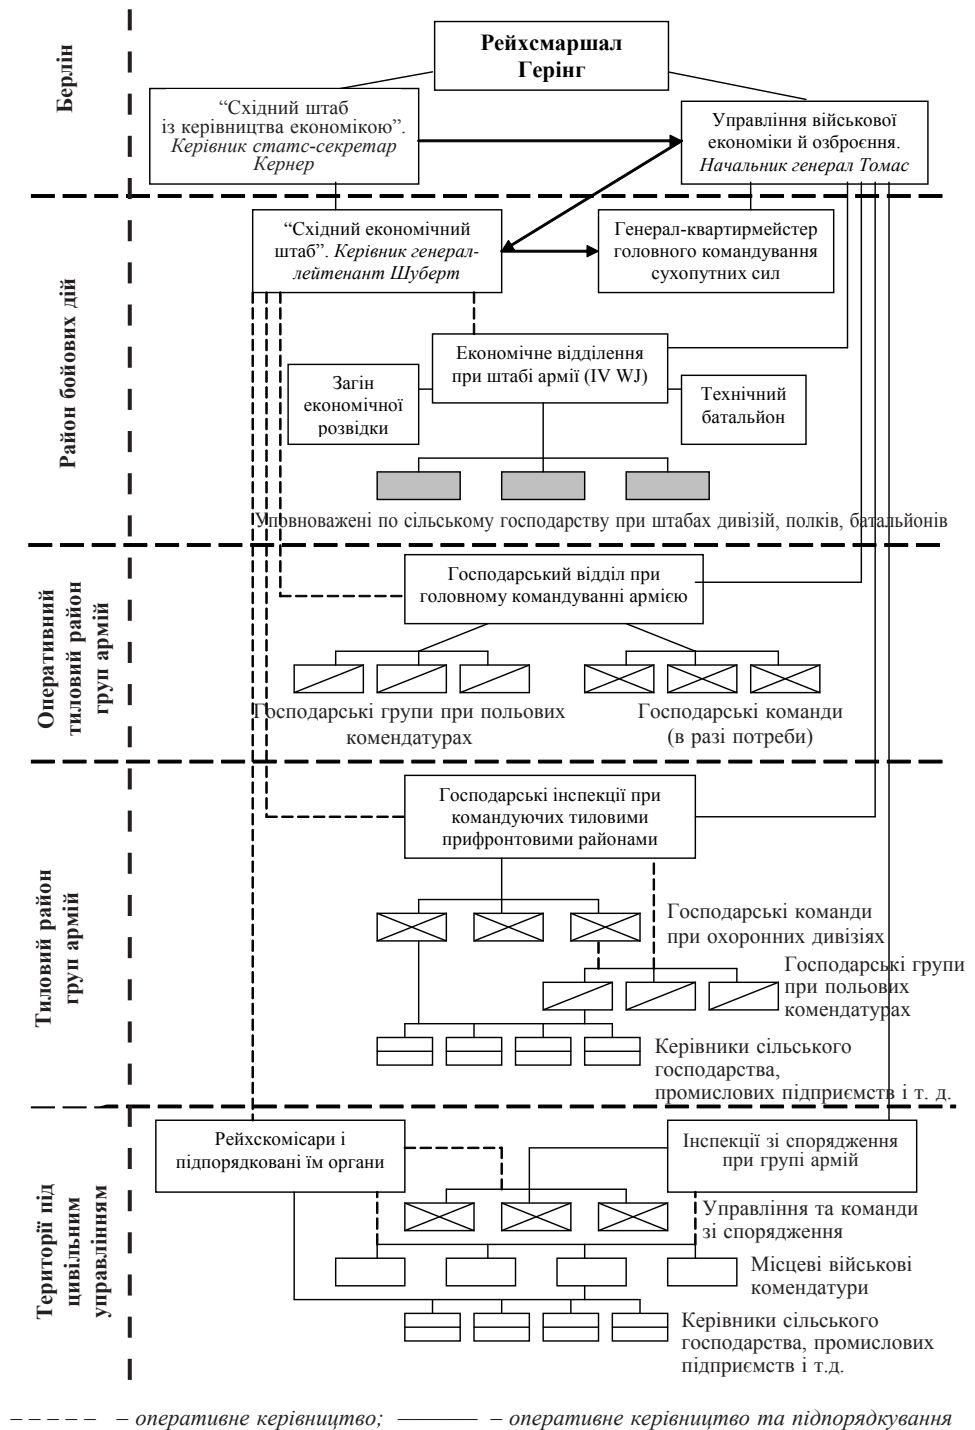 Берлін
Рейхсмаршал
Герінг
“Східний штаб
із керівництва економікою”.
Керівник статс-секретар
Кернер
Управління військової
економіки й озброєння.
Начальник генерал Томас
Район бойових дій
“Східний економічний
штаб”. Керівник генерал-
лейтенант Шуберт
Генерал-квартирмейстер
головного командування
сухопутних сил
Економічне відділення
при штабі армії (IV WJ)
Загін
економічної
розвідки
Технічний
батальйон
Уповноважені по сільському господарству при штабах дивізій, полків, батальйонів
Оперативний
тиловий район
груп армій
Господарський відділ при
головному командуванні армією
Господарські групи при польових
комендатурах
Господарські команди
(в разі потреби)
Тиловий район
груп армій
Господарські інспекції при
командуючих тиловими
прифронтовими районами
Господарські команди
при охоронних дивізіях
Господарські групи
при польових
комендатурах
Керівники сільського
господарства,
промислових підприємств і т. д.
Території під
цивільним
управлінням
Рейхскомісари і
підпорядковані їм органи
Інспекції зі спорядження
при групі армій
Управління та команди
зі спорядження
Місцеві військові
комендатури
Керівники сільського
господарства, промислових
підприємств і т.д.
– – – – – – оперативне керівництво; ——— – оперативне керівництво та підпорядкування